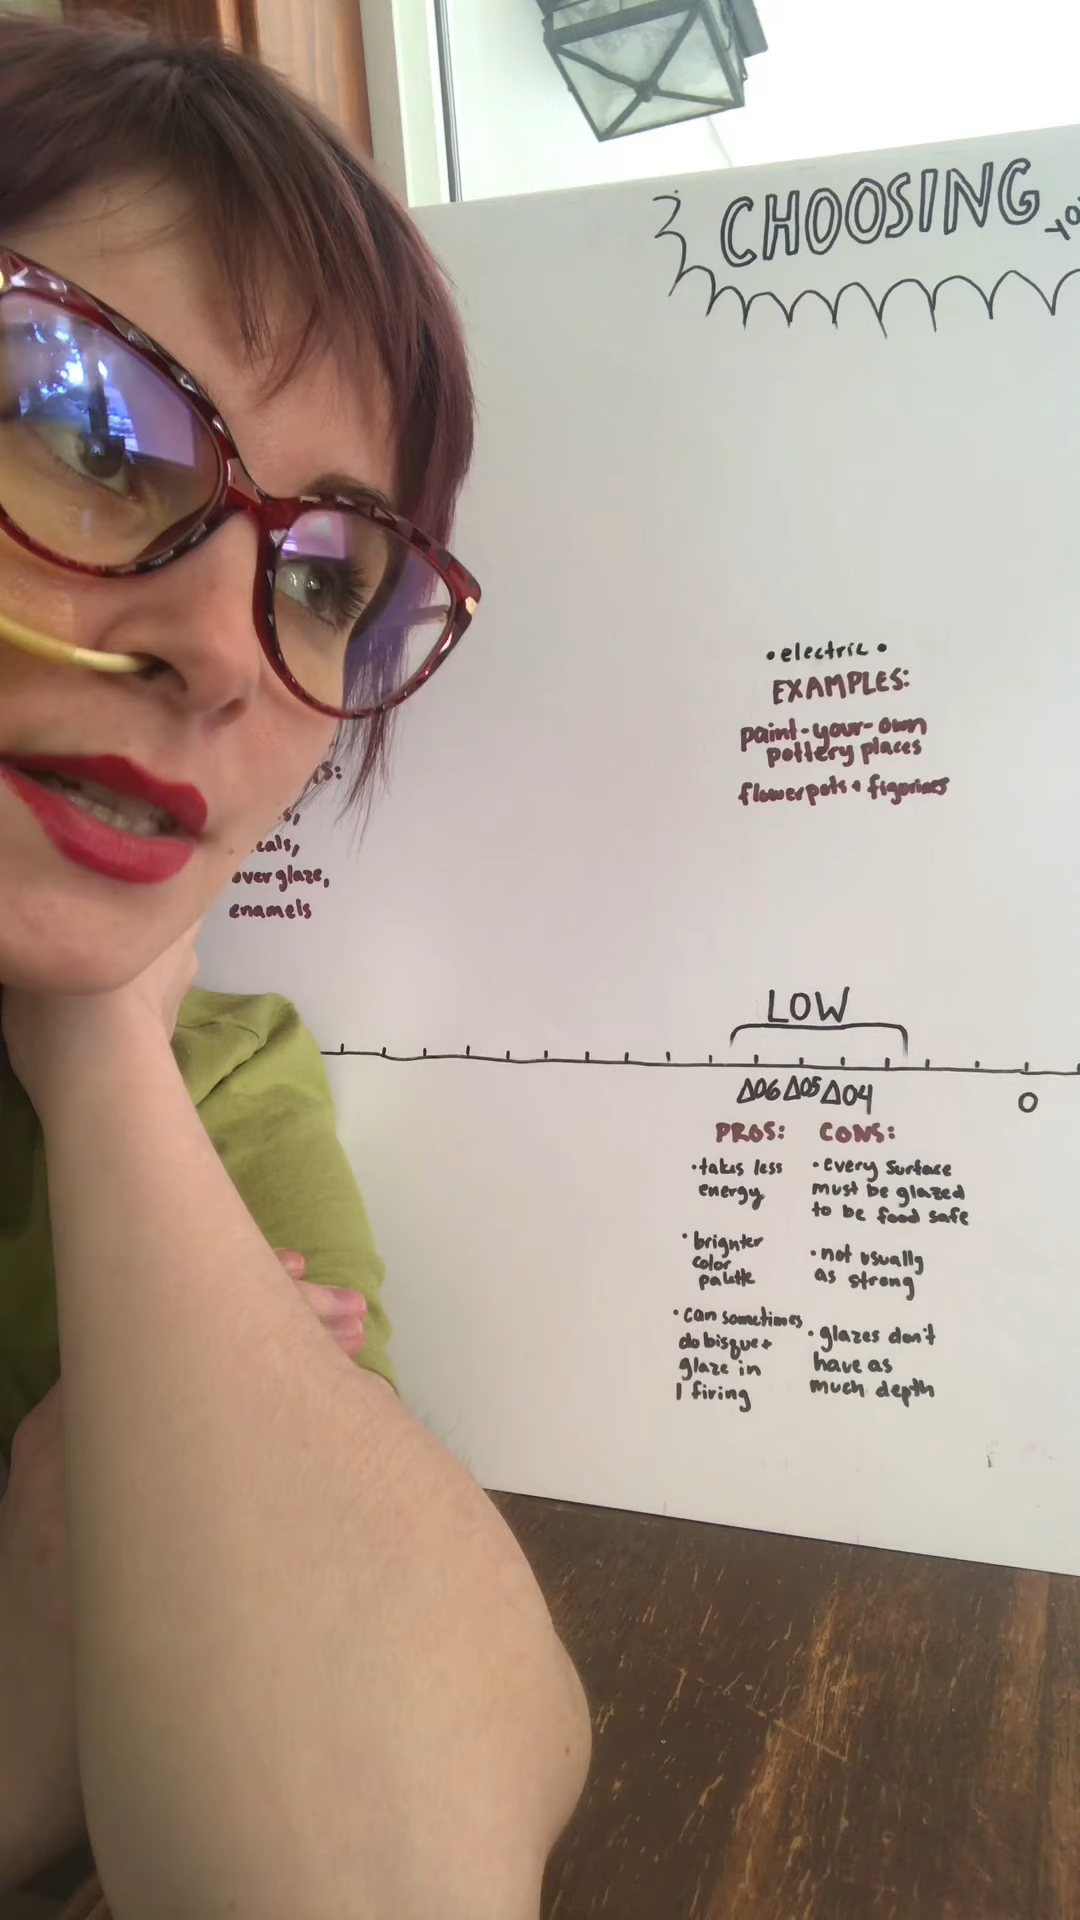 CHOOSING
• electric •
EXAMPLES:
paint-your-own
pottery places
flowerpots + figurines
overglaze,
enamels
LOW
Δ06 Δ05 Δ04
0
PROS:
• takes less
energy
• brighter
color
palette
• can sometimes
do bisque +
glaze in
1 firing
CONS:
• every surface
must be glazed
to be food safe
• not usually
as strong
• glazes don't
have as
much depth